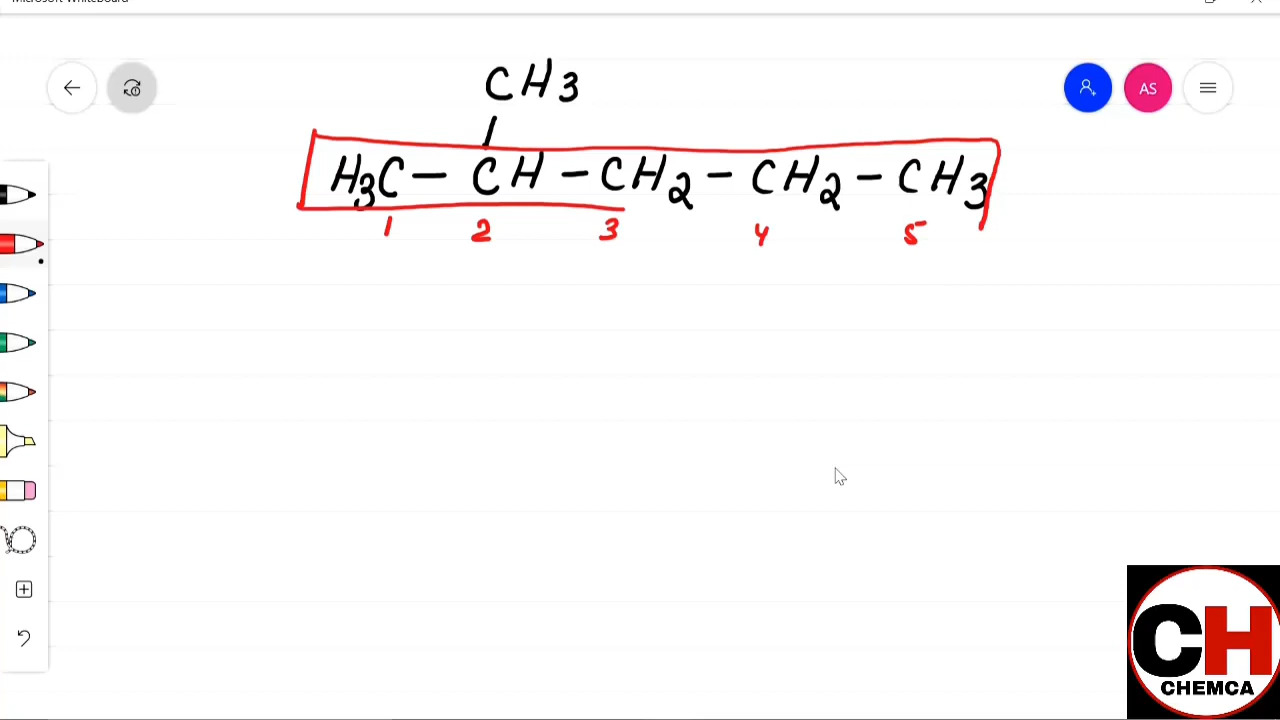 CH3
H3C - CH - CH2 - CH2 - CH3
1 2 3 4 5
AS
CH
CHEMCA